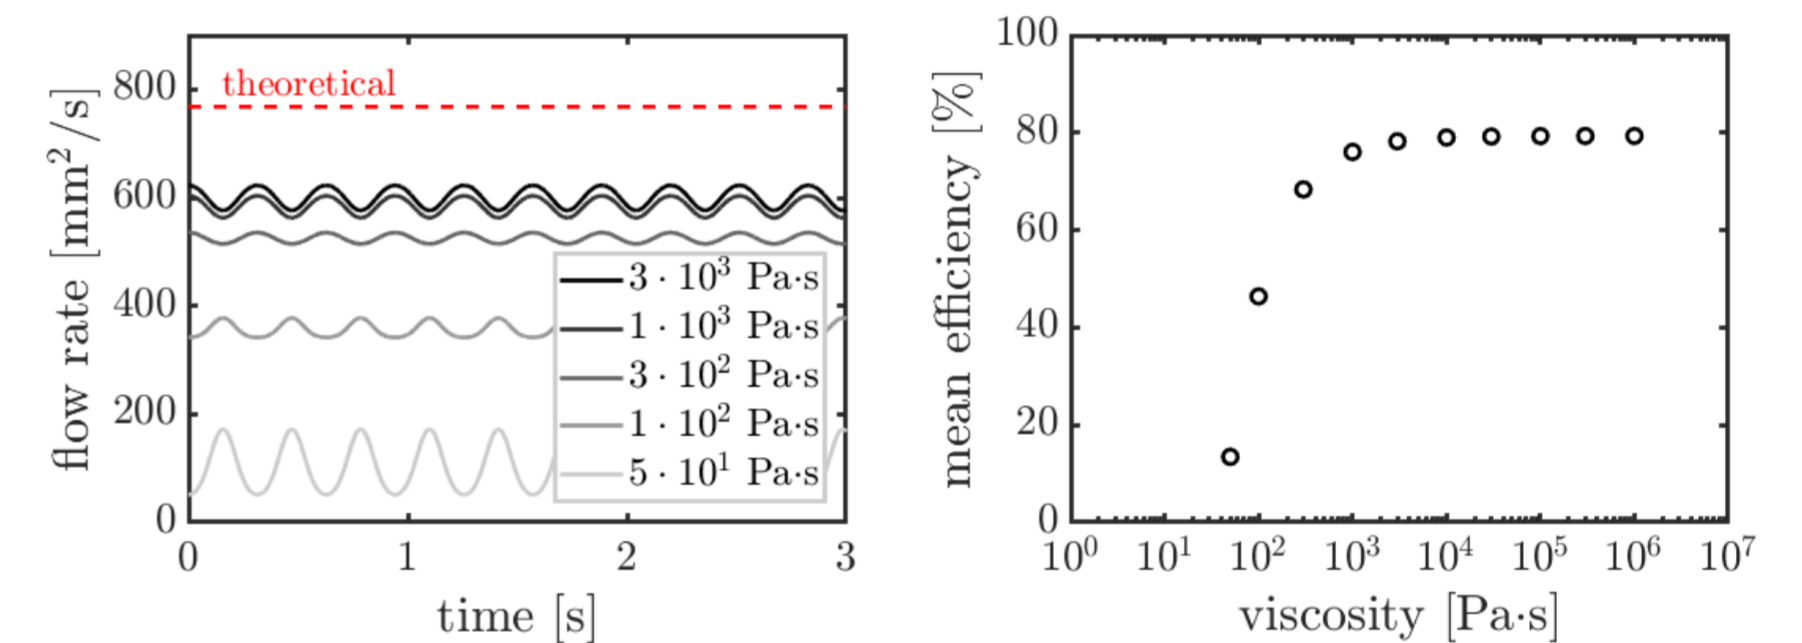 flow rate [mm²/s]
800
600
400
200
0
theoretical
3 · 10³ Pa·s
1 · 10³ Pa·s
3 · 10² Pa·s
1 · 10² Pa·s
5 · 10¹ Pa·s
0 1 2 3
time [s]
mean efficiency [%]
100
80
60
40
20
0
10⁰ 10¹ 10² 10³ 10⁴ 10⁵ 10⁶ 10⁷
viscosity [Pa·s]